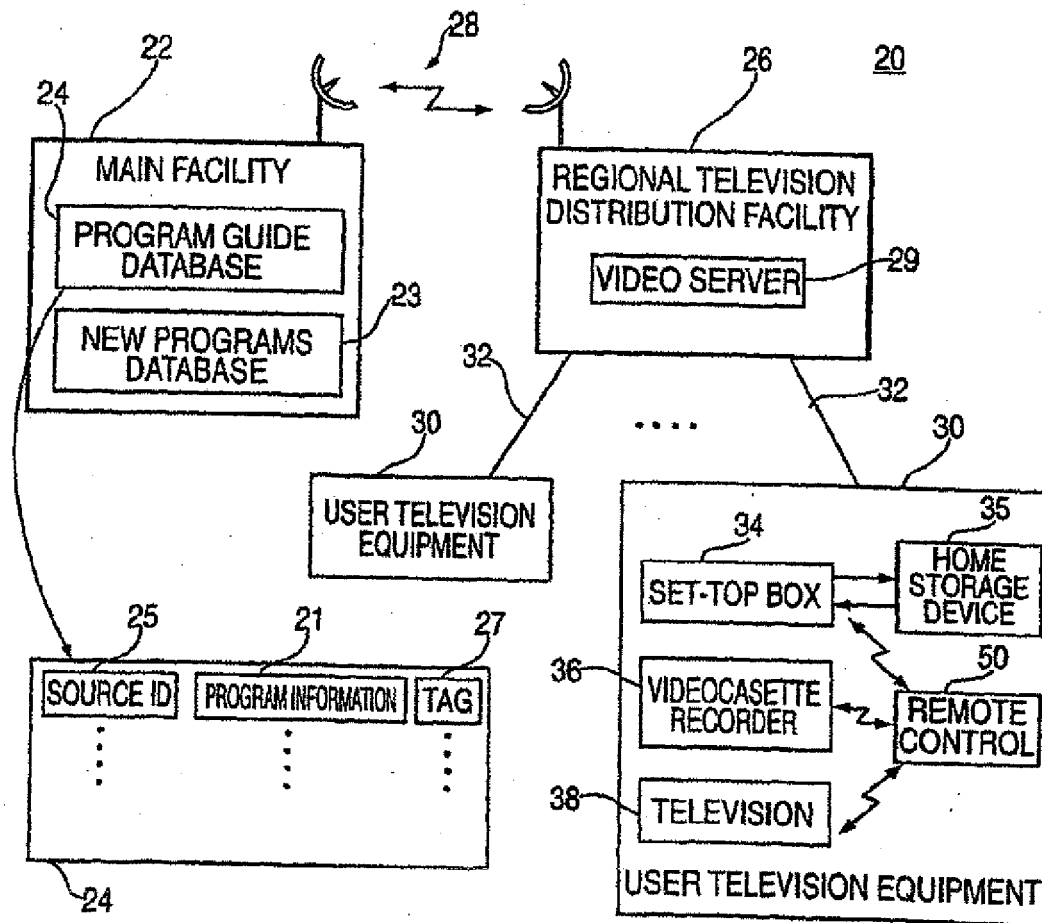 28
22
26
20
24
MAIN FACILITY
PROGRAM GUIDE
DATABASE
23
NEW PROGRAMS
DATABASE
REGIONAL TELEVISION
DISTRIBUTION FACILITY
29
VIDEO SERVER
32
32
30
USER TELEVISION
EQUIPMENT
30
34
35
SET-TOP BOX
HOME
STORAGE
DEVICE
36
VIDEOCASETTE
RECORDER
50
REMOTE
CONTROL
38
TELEVISION
USER TELEVISION EQUIPMENT
25
21
27
SOURCE ID
PROGRAM INFORMATION
TAG
24